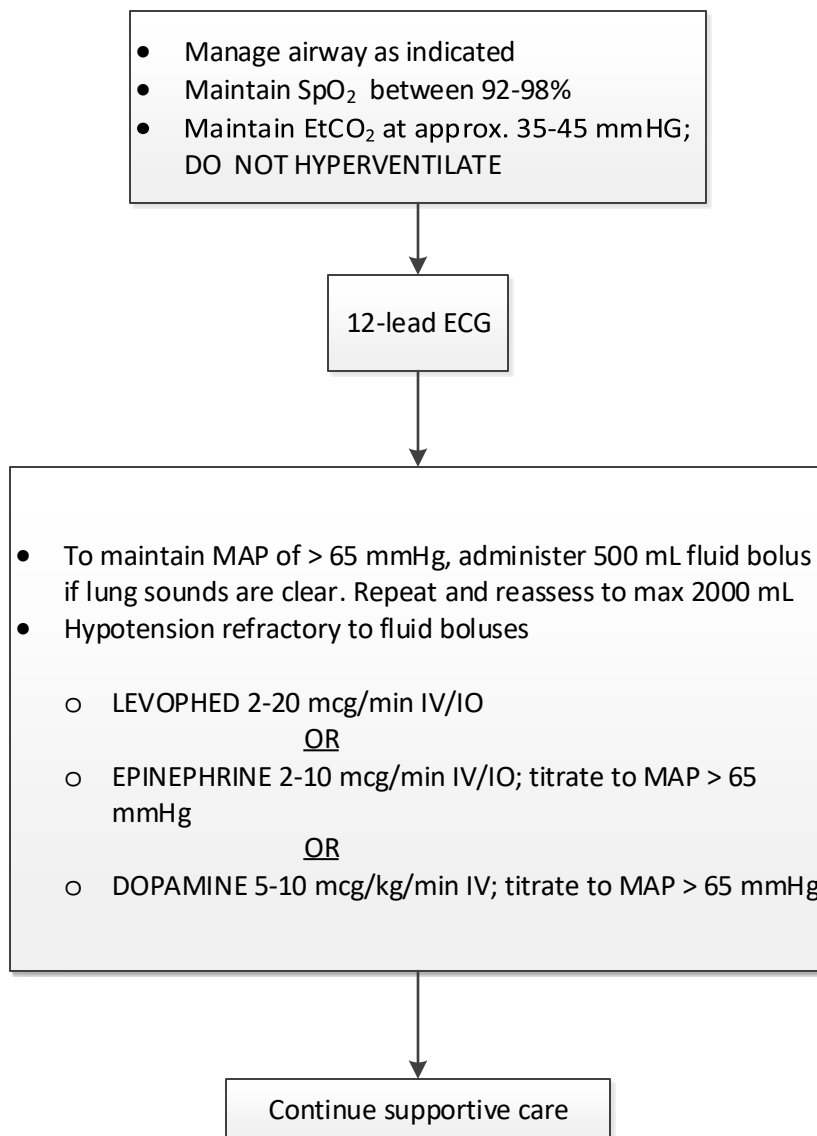 • Manage airway as indicated
• Maintain SpO₂ between 92-98%
• Maintain EtCO₂ at approx. 35-45 mmHG;
DO NOT HYPERVENTILATE
12-lead ECG
• To maintain MAP of > 65 mmHg, administer 500 mL fluid bolus
if lung sounds are clear. Repeat and reassess to max 2000 mL
• Hypotension refractory to fluid boluses
o LEVOPHED 2-20 mcg/min IV/IO
OR
o EPINEPHRINE 2-10 mcg/min IV/IO; titrate to MAP > 65
mmHg
OR
o DOPAMINE 5-10 mcg/kg/min IV; titrate to MAP > 65 mmHg
Continue supportive care